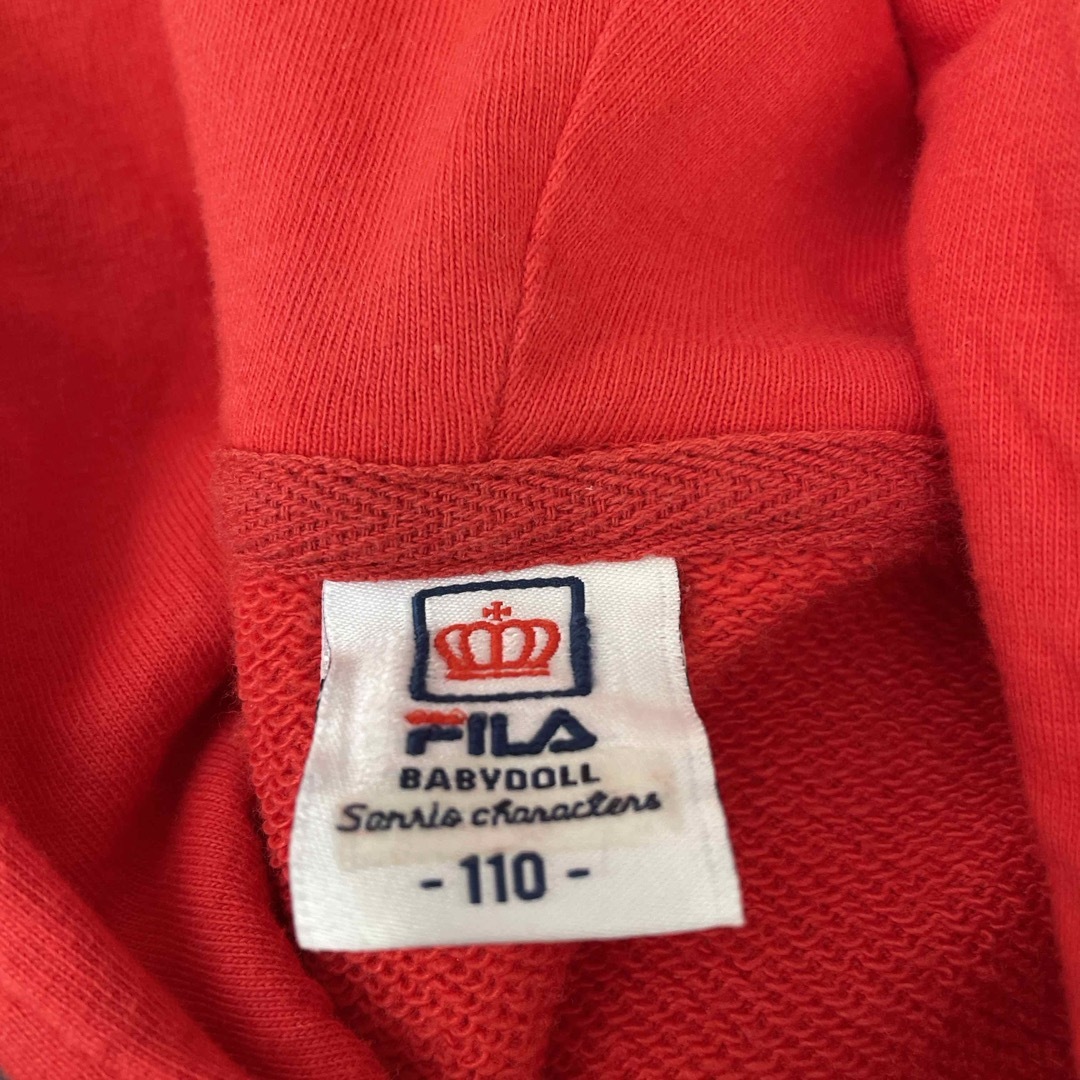 FILA
BABYDOLL
Sanrio characters
- 110 -